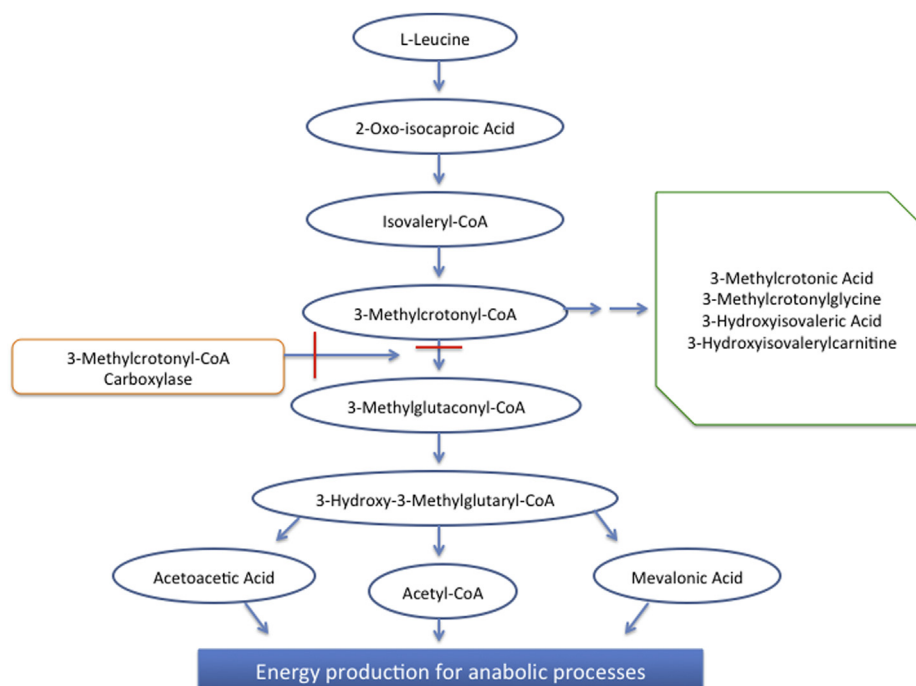 L-Leucine
2-Oxo-isocaproic Acid
Isovaleryl-CoA
3-Methylcrotonyl-CoA
3-Methylcrotonic Acid
3-Methylcrotonylglycine
3-Hydroxyisovaleric Acid
3-Hydroxyisovalerylcarnitine
3-Methylcrotonyl-CoA
Carboxylase
3-Methylglutaconyl-CoA
3-Hydroxy-3-Methylglutaryl-CoA
Acetoacetic Acid
Acetyl-CoA
Mevalonic Acid
Energy production for anabolic processes